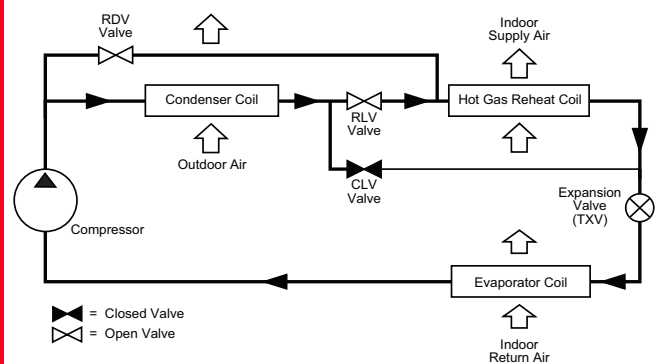 RDV
Valve
Indoor
Supply Air
Condenser Coil
RLV
Valve
Hot Gas Reheat Coil
Outdoor Air
CLV
Valve
Expansion
Valve
(TXV)
Compressor
Evaporator Coil
= Closed Valve
= Open Valve
Indoor
Return Air